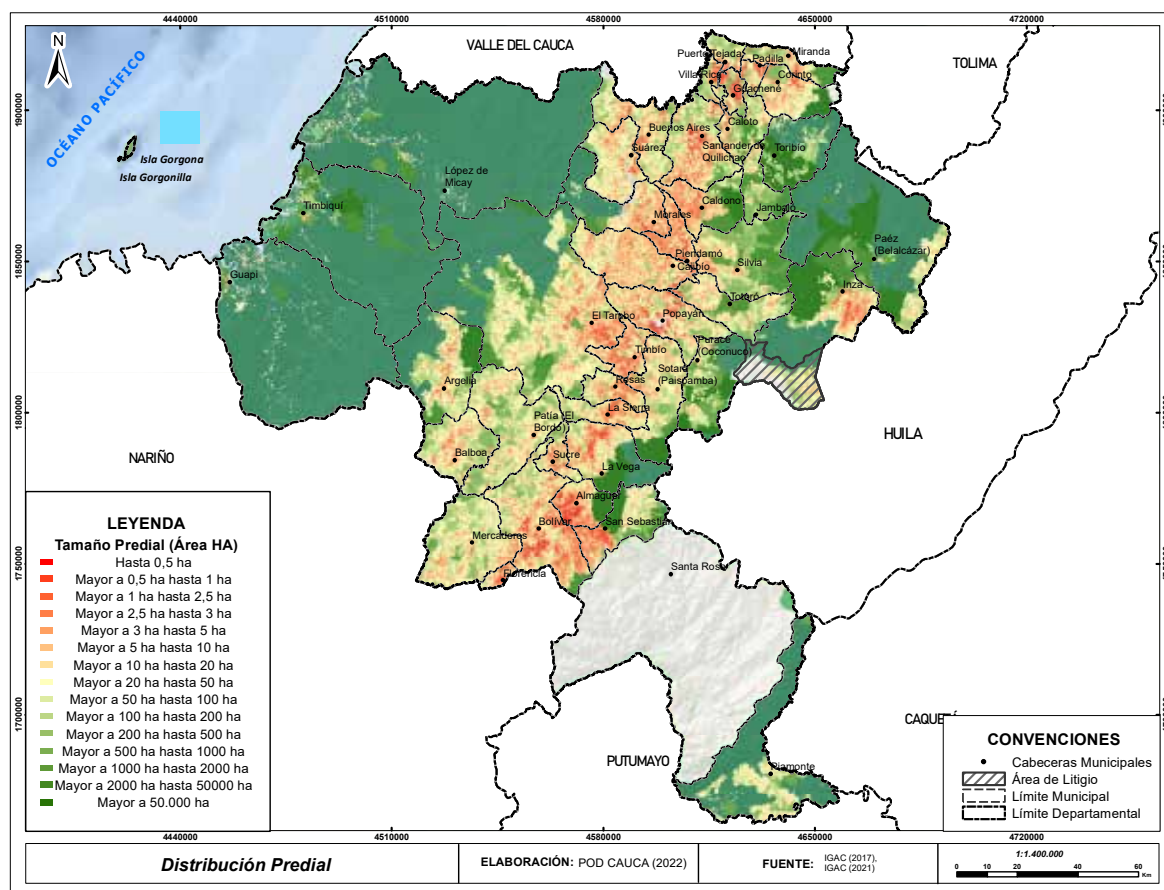 4440000
4510000
4580000
4650000
4720000
N
VALLE DEL CAUCA
TOLIMA
OCÉANO PACÍFICO
Isla Gorgona
Isla Gorgonilla
Puerto Tejada
Miranda
Padilla
Villa Rica
Corinto
Guachené
1900000
Caloto
Buenos Aires
Santander de
Quilichao
Suárez
Toribío
López de
Micay
Timbiquí
Caldono
Jambaló
Morales
Páez
(Belalcázar)
1850000
Piendamó
Cajibío
Silvia
Guapi
Inza
Totoró
El Tambo
Popayán
Puracé
(Coconuco)
Timbío
Sotara
(Paispamba)
Argelia
Rosas
1800000
La Sierra
Patía (El
Bordo)
HUILA
NARIÑO
Balboa
Sucre
La Vega
Almaguer
Bolívar
San Sebastián
Mercaderes
1750000
Florencia
Santa Rosa
1700000
PUTUMAYO
Piamonte
LEYENDA
Tamaño Predial (Área HA)
Hasta 0,5 ha
Mayor a 0,5 ha hasta 1 ha
Mayor a 1 ha hasta 2,5 ha
Mayor a 2,5 ha hasta 3 ha
Mayor a 3 ha hasta 5 ha
Mayor a 5 ha hasta 10 ha
Mayor a 10 ha hasta 20 ha
Mayor a 20 ha hasta 50 ha
Mayor a 50 ha hasta 100 ha
Mayor a 100 ha hasta 200 ha
Mayor a 200 ha hasta 500 ha
Mayor a 500 ha hasta 1000 ha
Mayor a 1000 ha hasta 2000 ha
Mayor a 2000 ha hasta 50000 ha
Mayor a 50.000 ha
CONVENCIONES
Cabeceras Municipales
Área de Litigio
Límite Municipal
Límite Departamental
4440000
4510000
4580000
4650000
4720000
Distribución Predial
ELABORACIÓN: POD CAUCA (2022)
FUENTE: IGAC (2017),
IGAC (2021)
1:1.400.000
0 10 20 40 60
Km